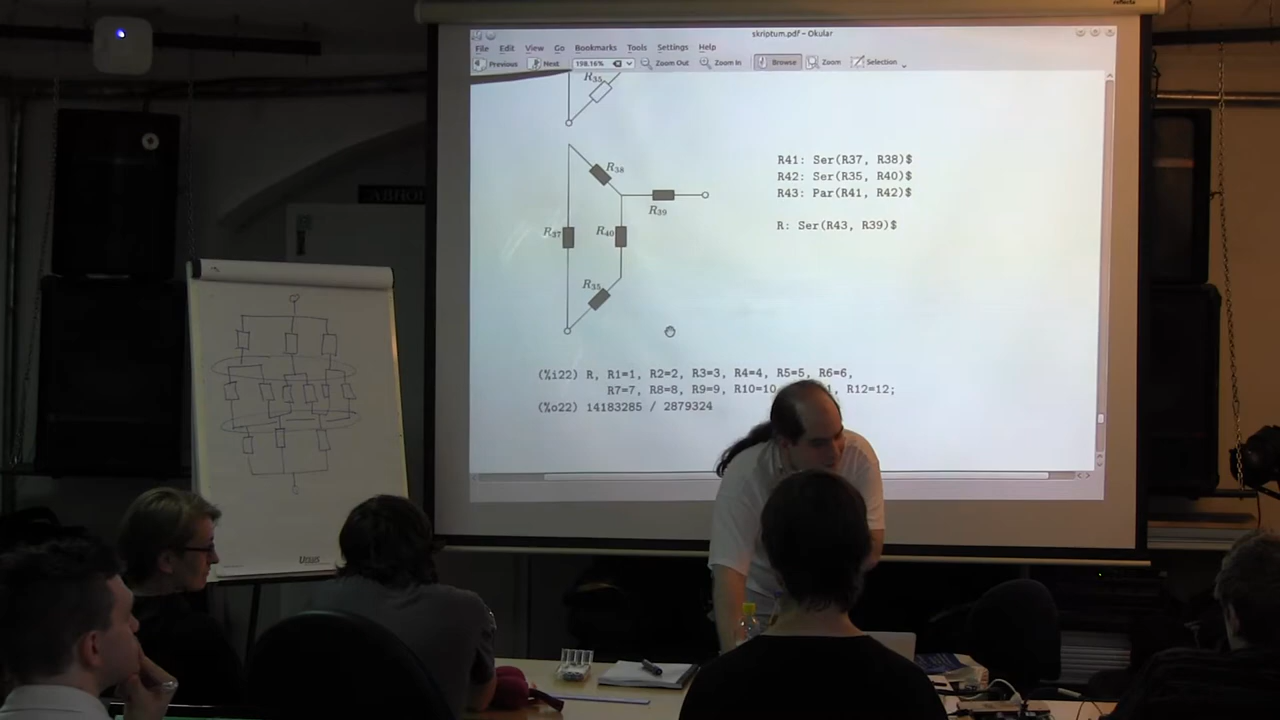 reflecta
skriptum.pdf – Okular
File Edit View Go Bookmarks Tools Settings Help
Previous Next 198.16% Zoom Out Zoom In Browse Zoom Selection
R35
R38
R39
R37
R40
R35
R41: Ser(R37, R38)$
R42: Ser(R35, R40)$
R43: Par(R41, R42)$
R: Ser(R43, R39)$
(%i22) R, R1=1, R2=2, R3=3, R4=4, R5=5, R6=6,
R7=7, R8=8, R9=9, R10=10, R12=12;
(%o22) 14183285 / 2879324